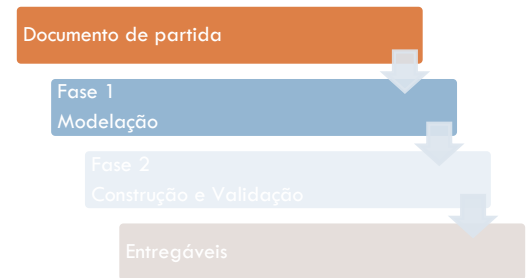 Documento de partida
Fase 1
Modelação
Fase 2
Construção e Validação
Entregáveis